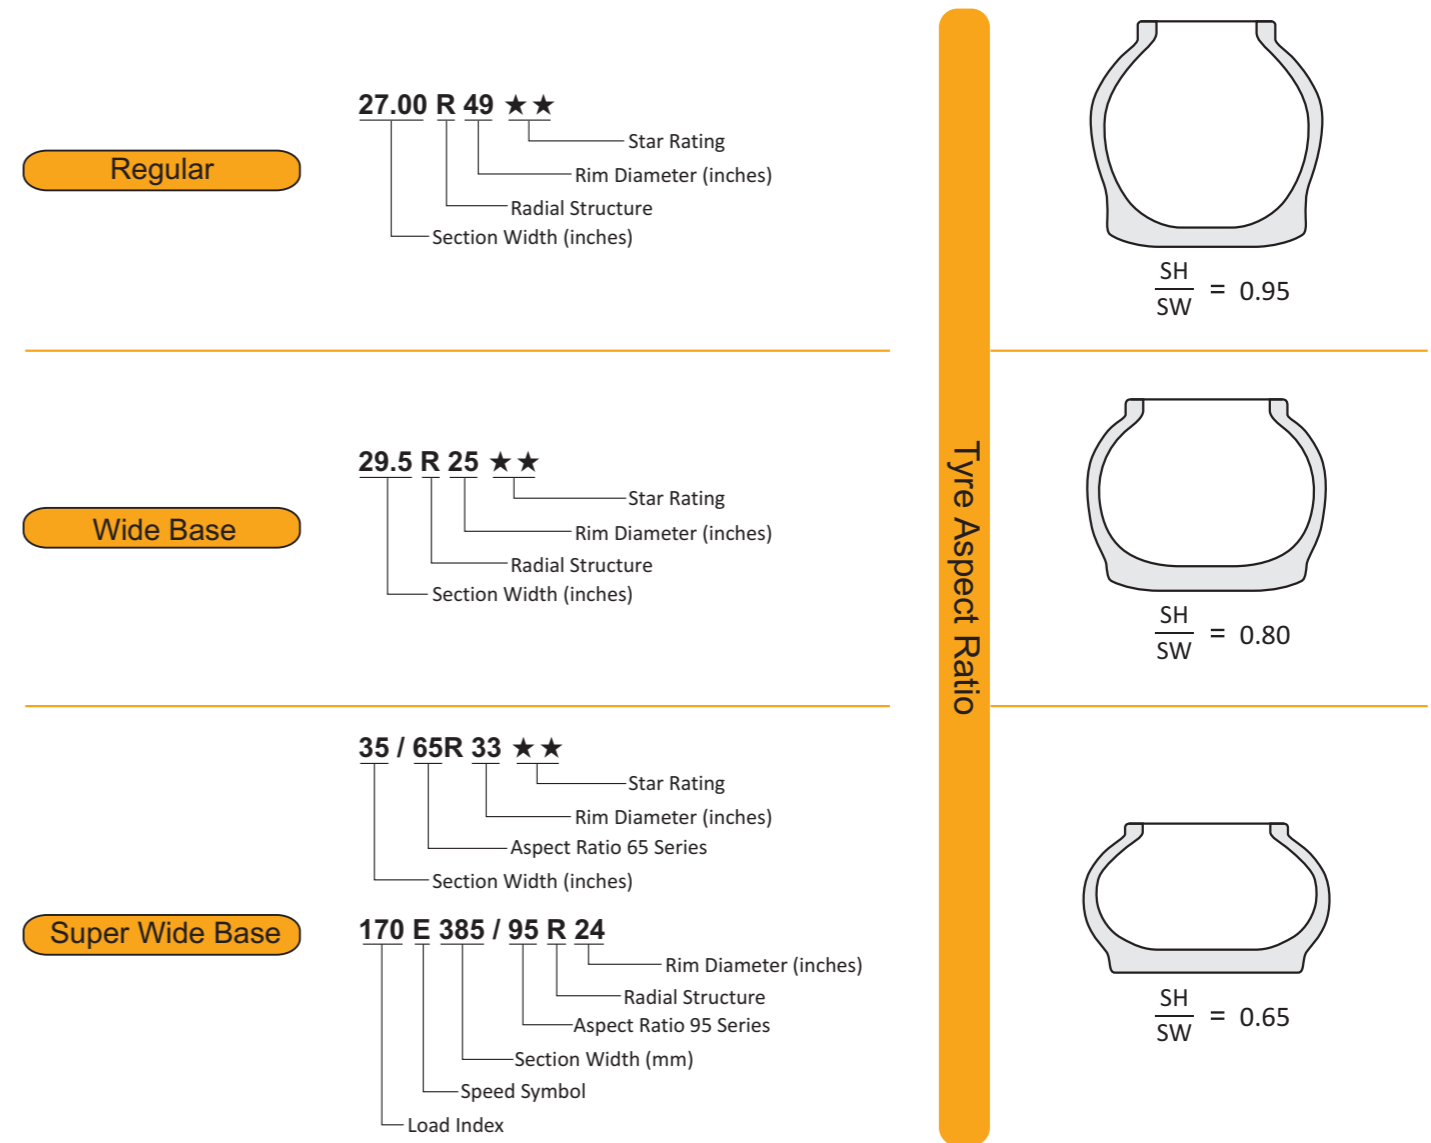 Regular
27.00 R 49 ★★
Star Rating
Rim Diameter (inches)
Radial Structure
Section Width (inches)
SH
SW = 0.95
Wide Base
29.5 R 25 ★★
Star Rating
Rim Diameter (inches)
Radial Structure
Section Width (inches)
SH
SW = 0.80
Tyre Aspect Ratio
Super Wide Base
35 / 65R 33 ★★
Star Rating
Rim Diameter (inches)
Aspect Ratio 65 Series
Section Width (inches)
170 E 385 / 95 R 24
Rim Diameter (inches)
Radial Structure
Aspect Ratio 95 Series
Section Width (mm)
Speed Symbol
Load Index
SH
SW = 0.65